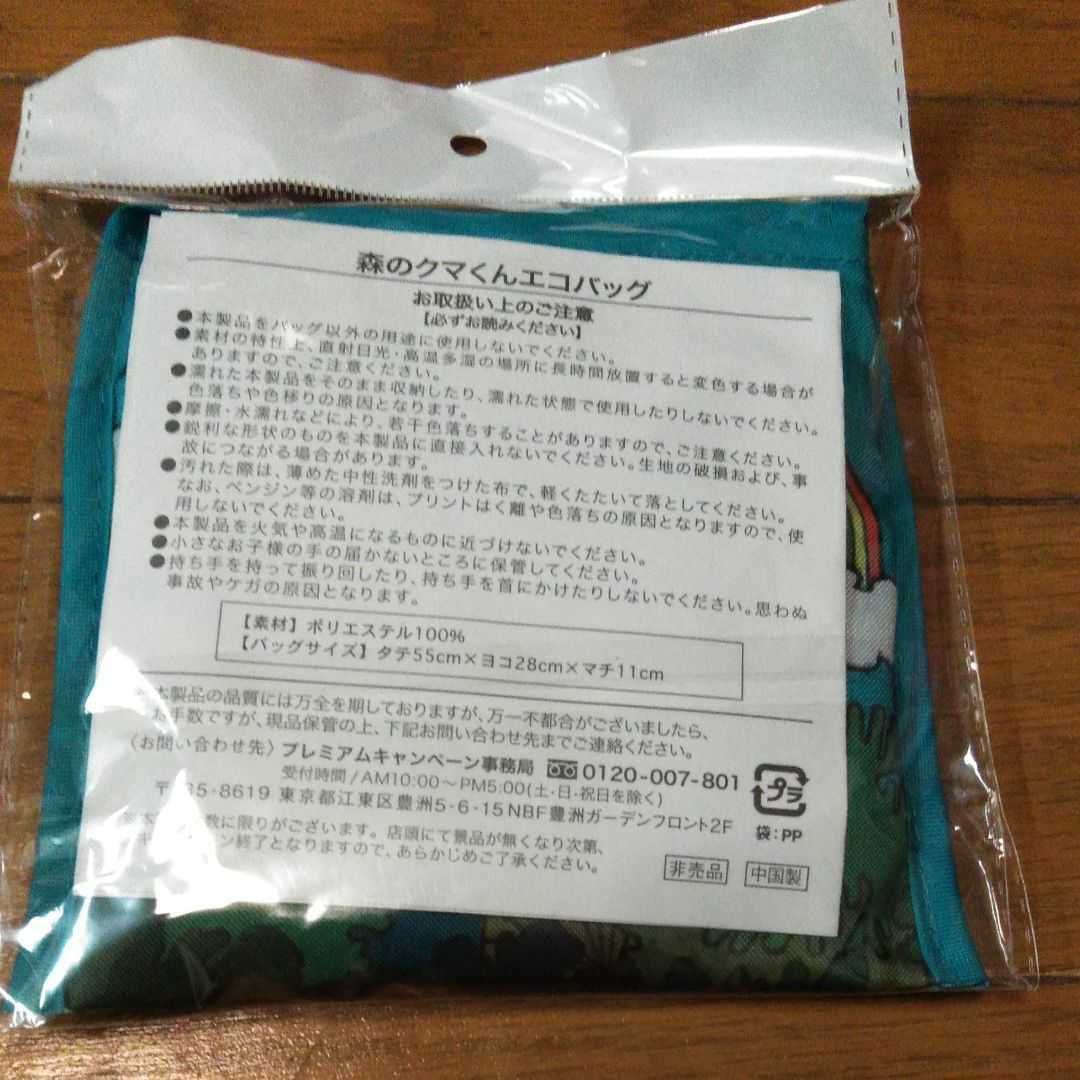 森のクマくんエコバッグ
お取扱い上のご注意
【必ずお読みください】
●本製品をバッグ以外の用途に使用しないでください。
●素材の特性上、直射日光・高温多湿の場所に長時間放置すると変色する場合が
ありますので、ご注意ください。
●濡れた本製品をそのまま収納したり、濡れた状態で使用したりしないでください。
色落ちや色移りの原因となります。
●摩擦・水濡れなどにより、若干色落ちすることがありますので、ご注意ください。
●鋭利な形状のものを本製品に直接入れないでください。生地の破損および、事
故につながる場合があります。
●汚れた際は、薄めた中性洗剤をつけた布で、軽くたたいて落としてください。
なお、ベンジン等の溶剤は、プリントはく離や色落ちの原因となりますので、使
用しないでください。
●本製品を火気や高温になるものに近づけないでください。
●小さなお子様の手の届かないところに保管してください。
●持ち手を持って振り回したり、持ち手を首にかけたりしないでください。思わぬ
事故やケガの原因となります。
【素材】ポリエステル100%
【バッグサイズ】タテ55cm×ヨコ28cm×マチ11cm
本製品の品質には万全を期しておりますが、万一不都合がございましたら、
お手数ですが、現品保管の上、下記お問い合わせ先までご連絡ください。
〈お問い合わせ先〉プレミアムキャンペーン事務局 0120-007-801
受付時間/AM10:00〜PM5:00(土・日・祝日を除く)
〒135-8619 東京都江東区豊洲5-6-15 NBF豊洲ガーデンフロント2F
数に限りがございます。店頭にて景品が無くなり次第、
終了となりますので、あらかじめご了承ください。
プラ
袋:PP
非売品 中国製